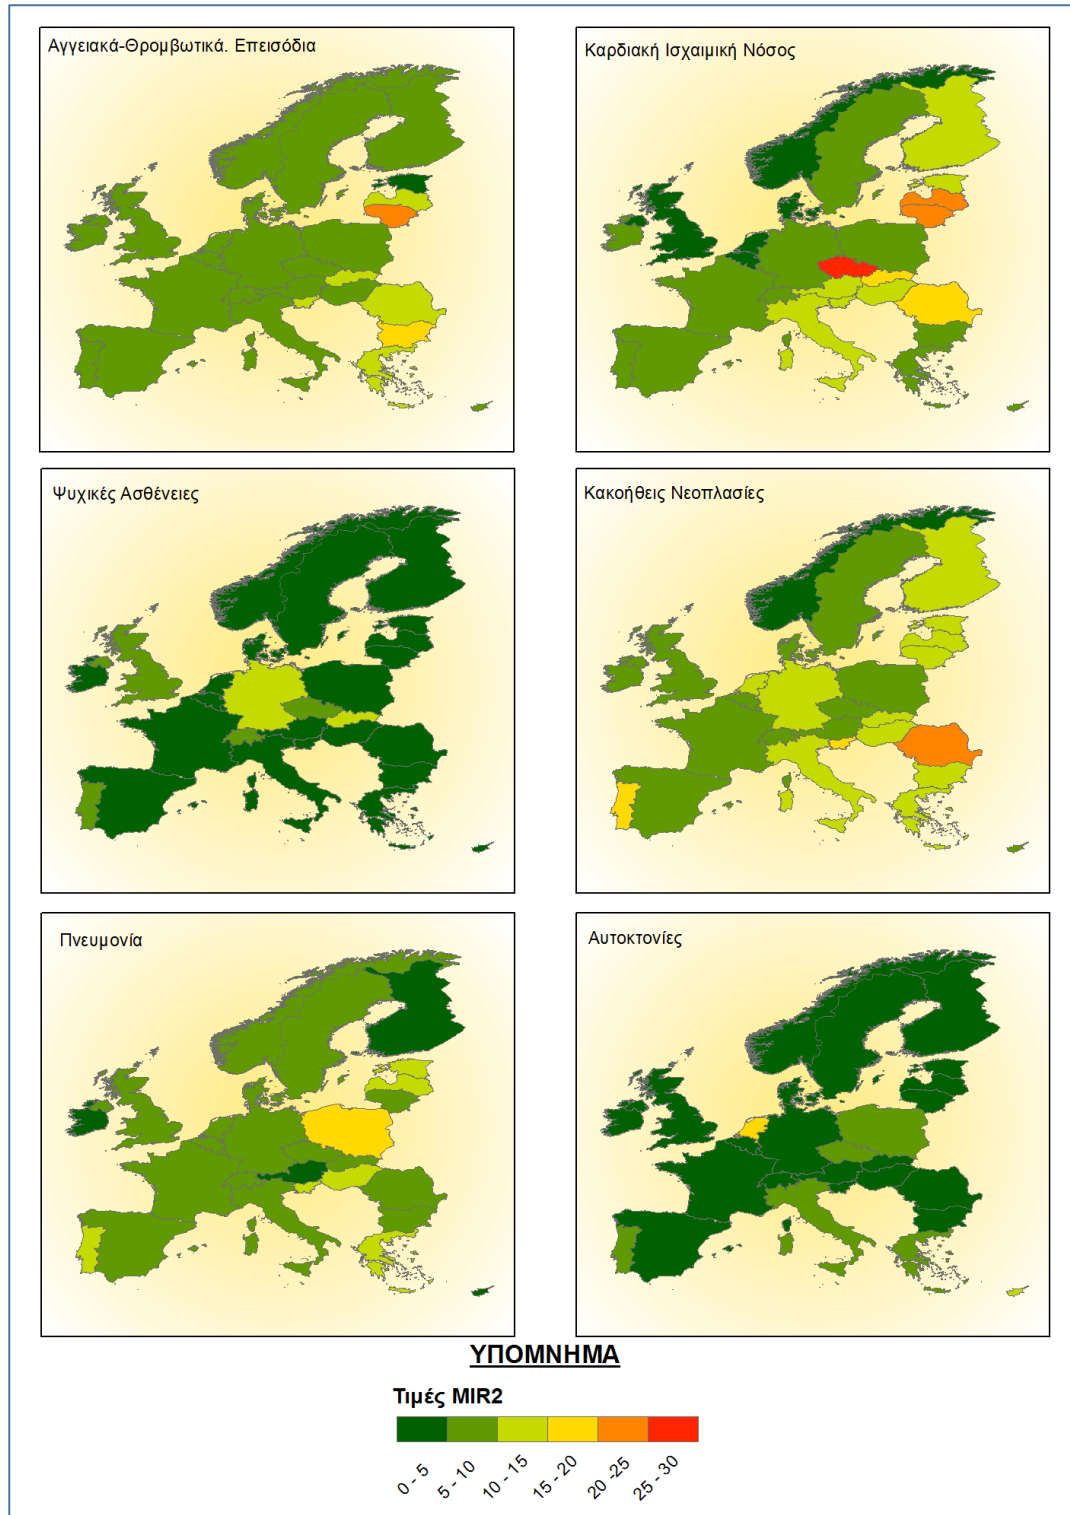 Αγγειακά-Θρομβωτικά. Επεισόδια
Καρδιακή Ισχαιμική Νόσος
Ψυχικές Ασθένειες
Κακοήθεις Νεοπλασίες
Πνευμονία
Αυτοκτονίες
ΥΠΟΜΝΗΜΑ
Τιμές MIR2
0 - 5
5 - 10
10 - 15
15 - 20
20 -25
25 - 30